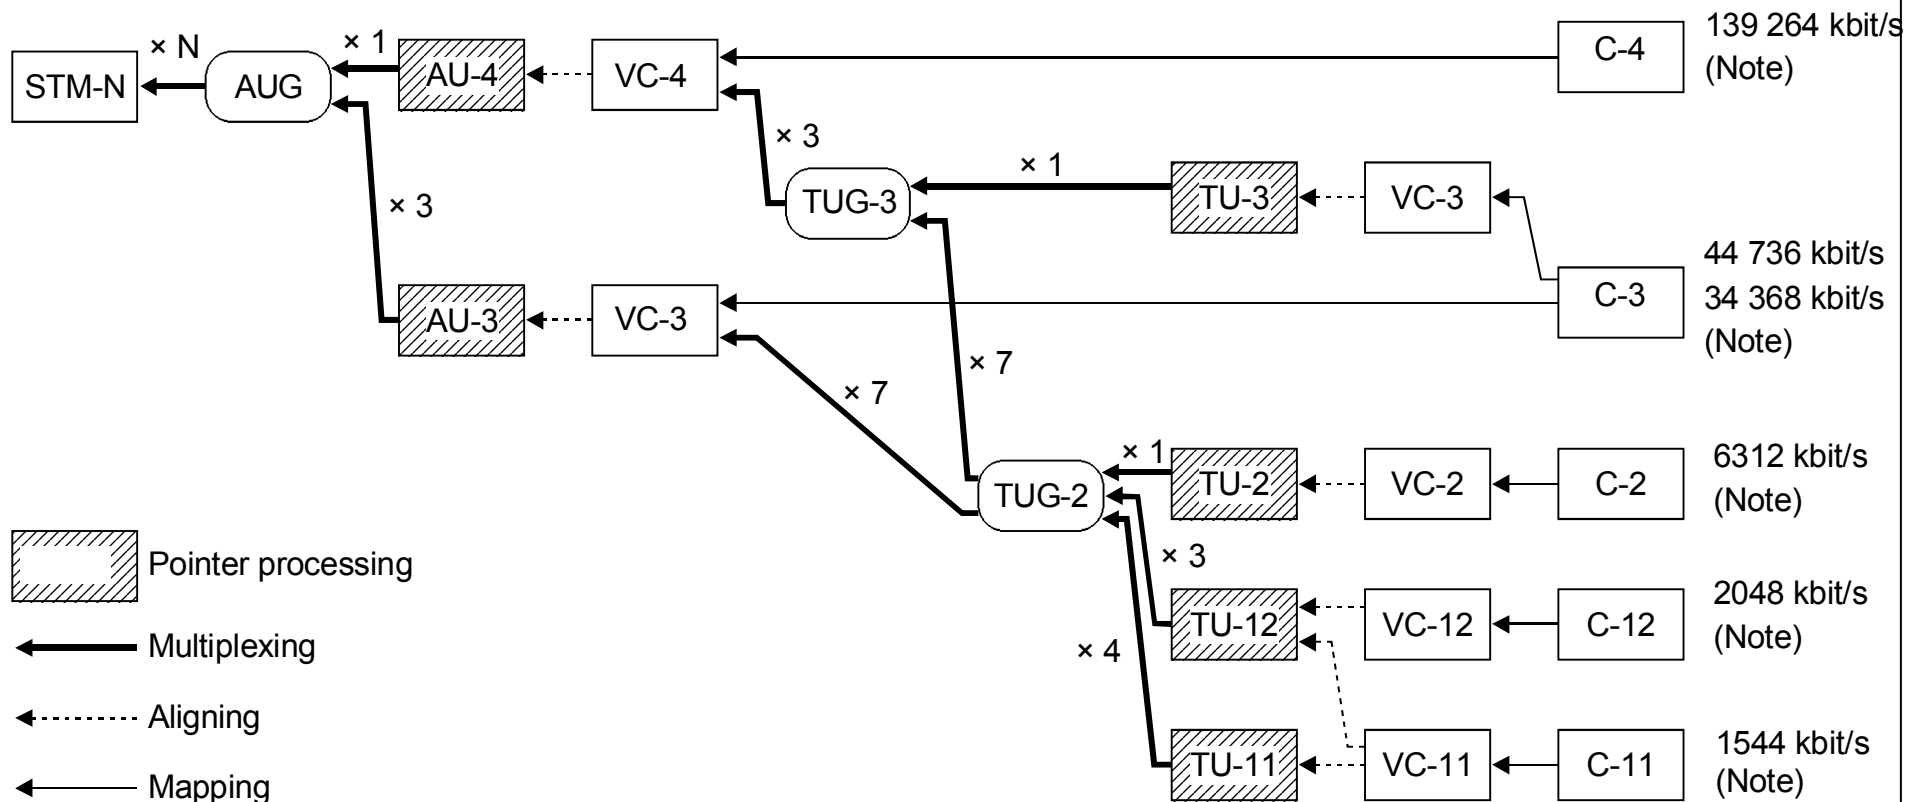 × N
× 1
STM-N
AUG
AU-4
VC-4
C-4
139 264 kbit/s
(Note)
× 3
× 1
TUG-3
TU-3
VC-3
× 3
44 736 kbit/s
34 368 kbit/s
(Note)
C-3
AU-3
VC-3
× 7
× 7
× 1
TUG-2
TU-2
VC-2
C-2
6312 kbit/s
(Note)
× 3
TU-12
VC-12
C-12
2048 kbit/s
(Note)
× 4
TU-11
VC-11
C-11
1544 kbit/s
(Note)
Pointer processing
Multiplexing
Aligning
Mapping